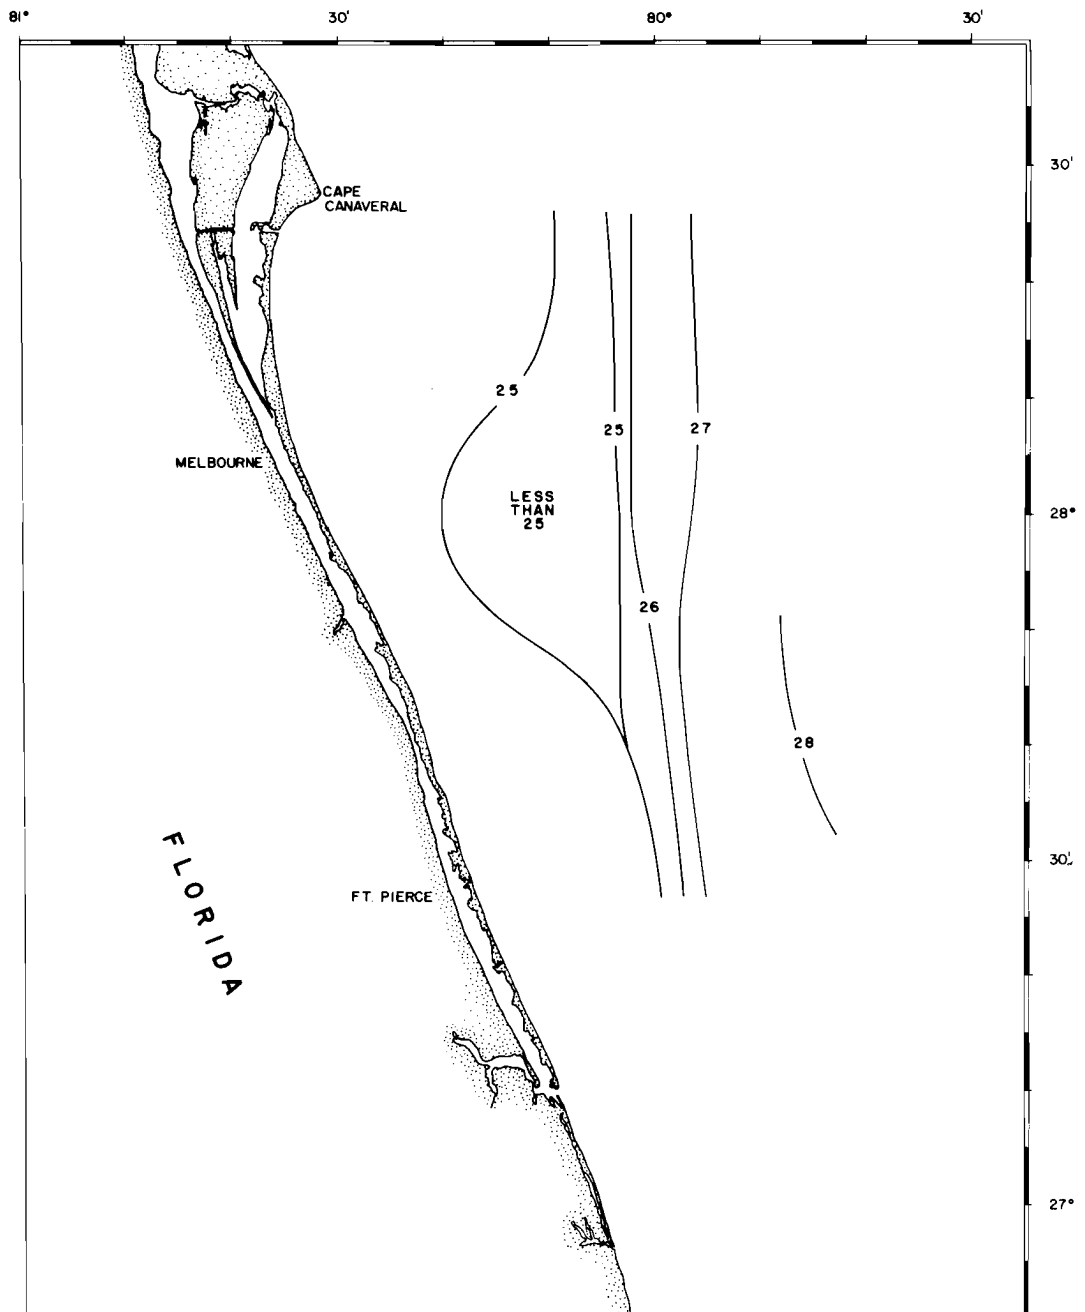 81°
30'
80°
30'
30'
CAPE
CANAVERAL
25
25
27
MELBOURNE
LESS
THAN
25
28°
26
28
30'
FLORIDA
FT. PIERCE
27°